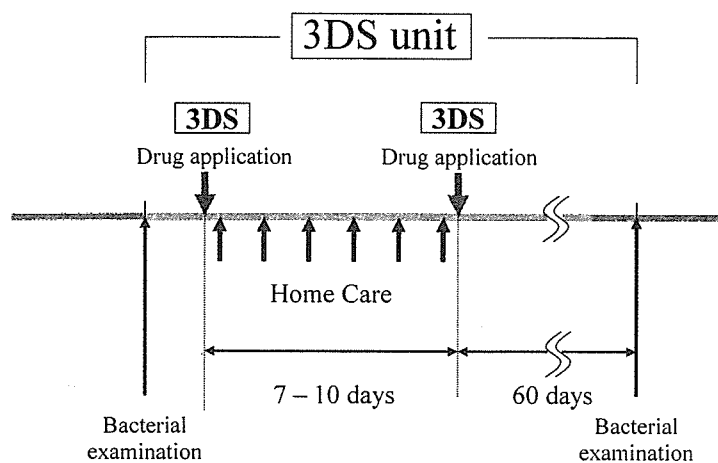 3DS unit
3DS
3DS
Drug application
Drug application
Home Care
7 – 10 days
60 days
Bacterial
examination
Bacterial
examination